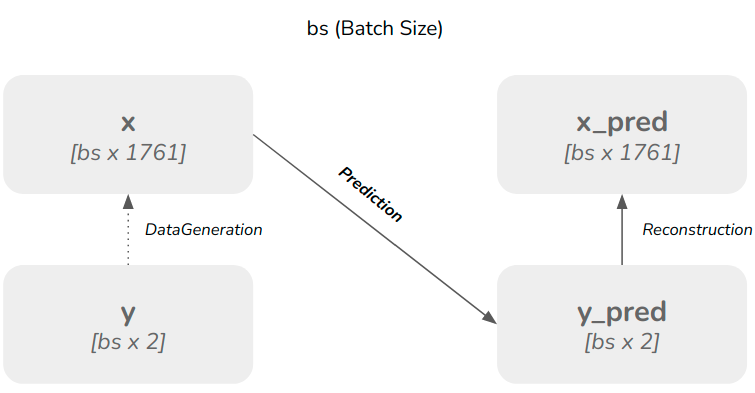 bs (Batch Size)
x
[bs x 1761]
x_pred
[bs x 1761]
Prediction
DataGeneration
Reconstruction
y
[bs x 2]
y_pred
[bs x 2]